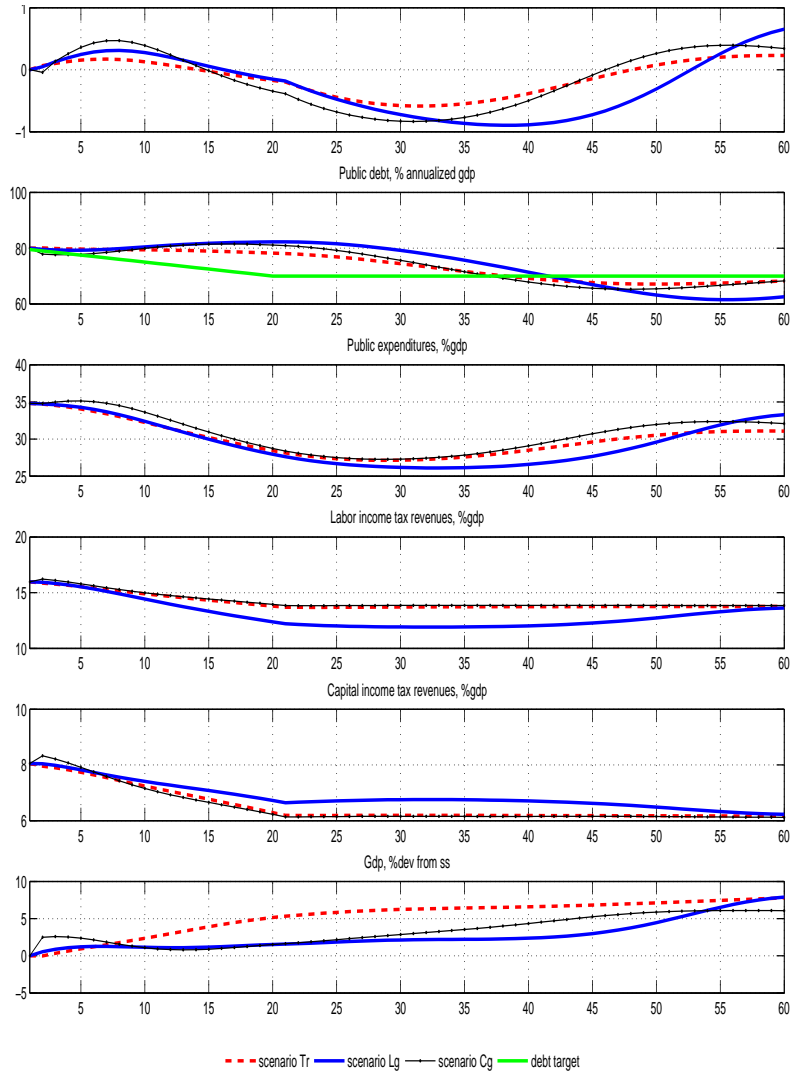 1
0
−1
5 10 15 20 25 30 35 40 45 50 55 60
Public debt, % annualized gdp
100
80
60
5 10 15 20 25 30 35 40 45 50 55 60
Public expenditures, %gdp
40
35
30
25
5 10 15 20 25 30 35 40 45 50 55 60
Labor income tax revenues, %gdp
20
15
10
5 10 15 20 25 30 35 40 45 50 55 60
Capital income tax revenues, %gdp
10
8
6
5 10 15 20 25 30 35 40 45 50 55 60
Gdp, %dev from ss
10
5
0
−5
5 10 15 20 25 30 35 40 45 50 55 60
scenario Tr scenario Lg scenario Cg debt target